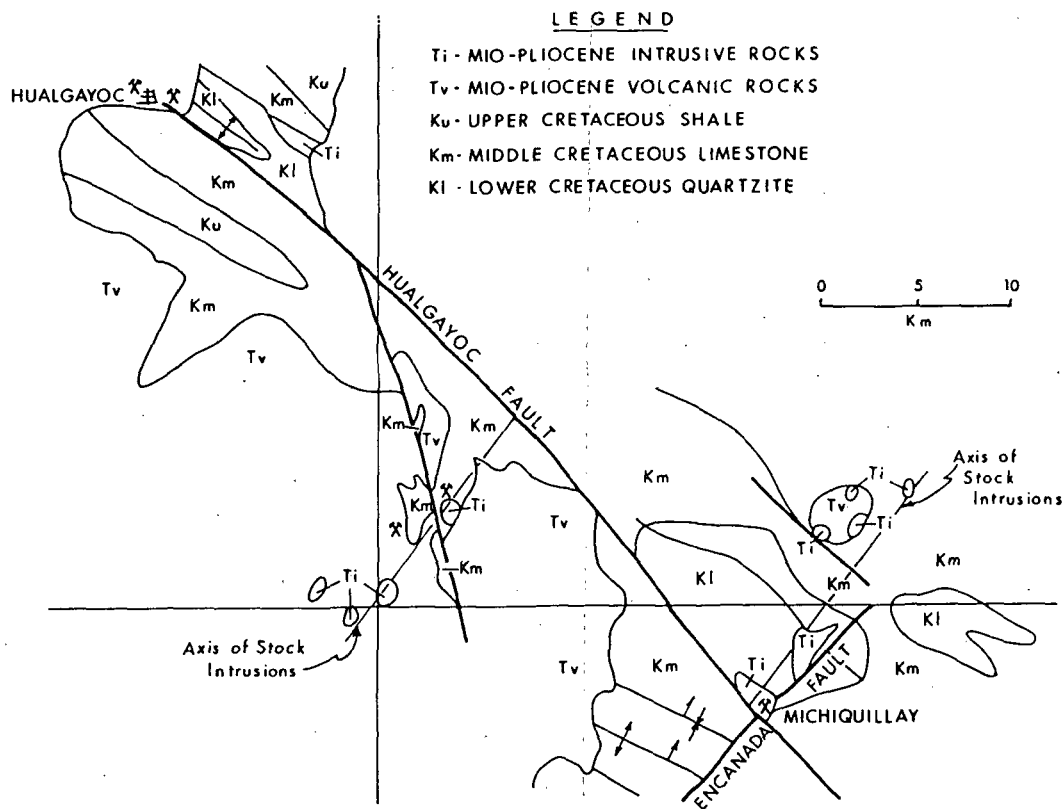 LEGEND
Ti - MIO-PLIOCENE INTRUSIVE ROCKS
Tv - MIO-PLIOCENE VOLCANIC ROCKS
Ku - UPPER CRETACEOUS SHALE
Km - MIDDLE CRETACEOUS LIMESTONE
Kl - LOWER CRETACEOUS QUARTZITE
HUALGAYOC
Kl
Km
Ku
Ti
Kl
Km
Ku
Tv
Km
Tv
0 5 10
Km
HUALGAYOC
FAULT
Km
Tv
Km
Km
Ti
Km
Km
Tv
Ti
Axis of
Stock
Intrusions
Km
Ti
Tv
Ti
Ti
Axis of
Stock
Intrusions
Kl
Km
Km
Kl
Ti
Km
Tv
Km
Ti
FAULT
MICHIQUILLAY
ENCANADA